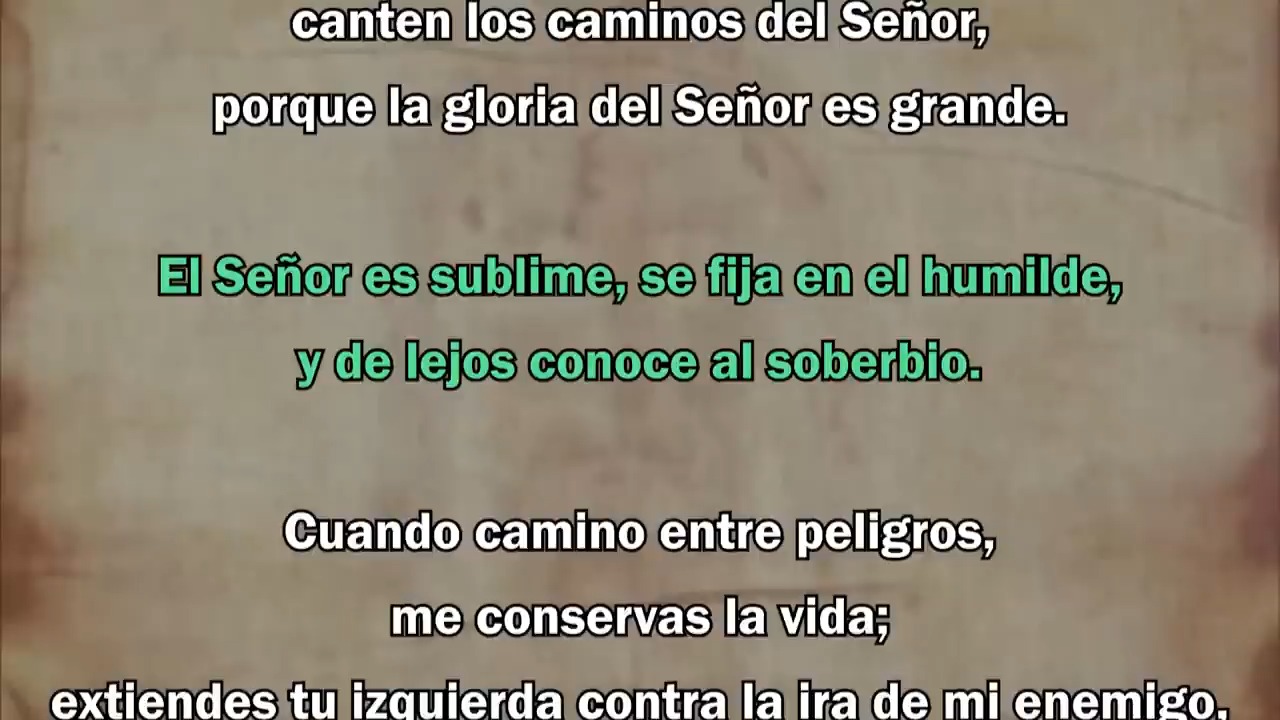 canten los caminos del Señor,
porque la gloria del Señor es grande.
El Señor es sublime, se fija en el humilde,
y de lejos conoce al soberbio.
Cuando camino entre peligros,
me conservas la vida;
extiendes tu izquierda contra la ira de mi enemigo,